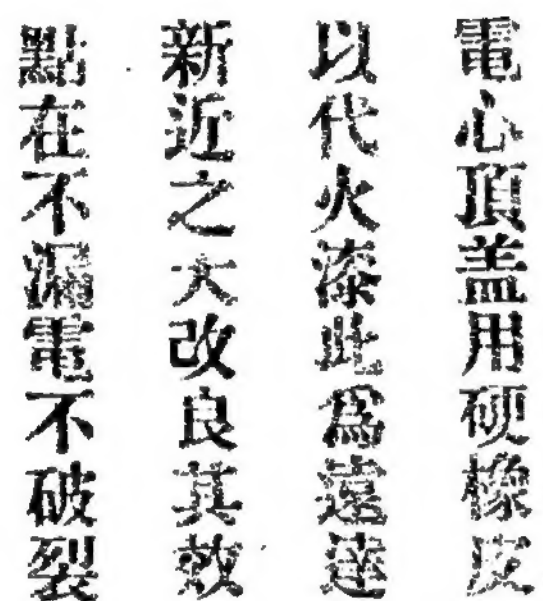 電心頂盖用硬橡皮
以代火漆此為遠達
新近之大改良其效
點在不漏電不破裂